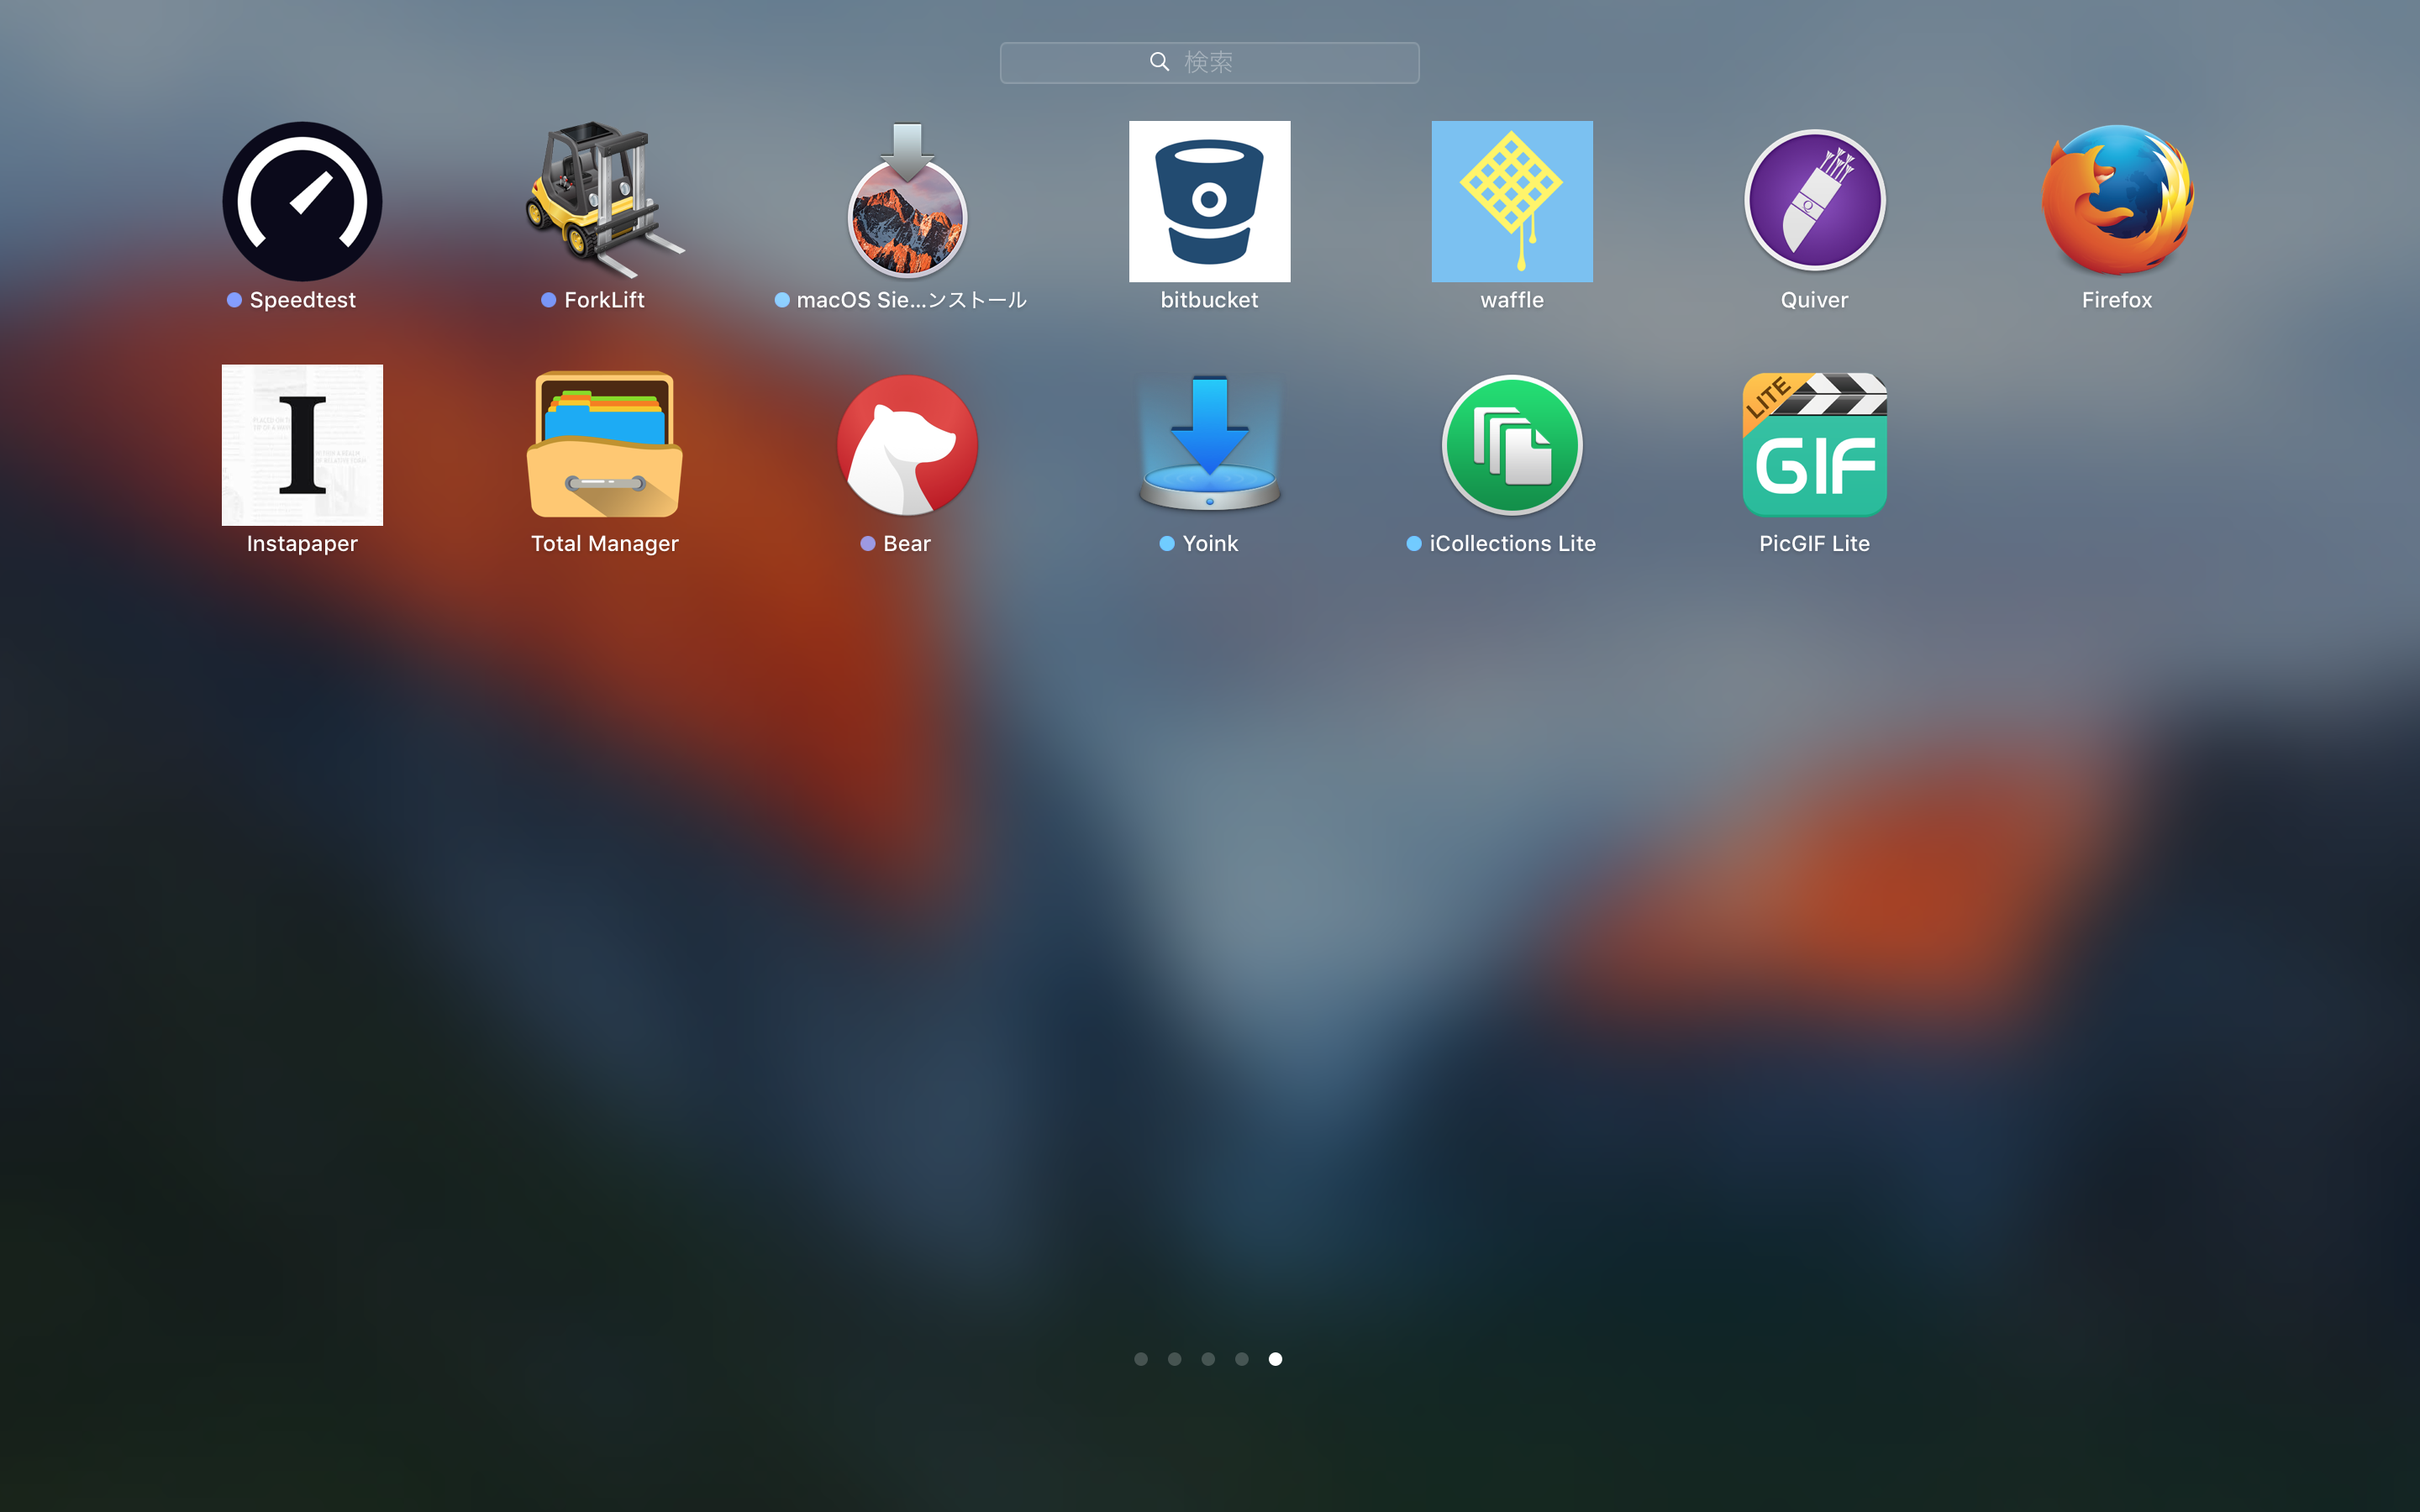 検索
Speedtest
ForkLift
macOS Sie...ンストール
bitbucket
waffle
Quiver
Firefox
I
Instapaper
Total Manager
Bear
Yoink
iCollections Lite
LITE
GIF
PicGIF Lite